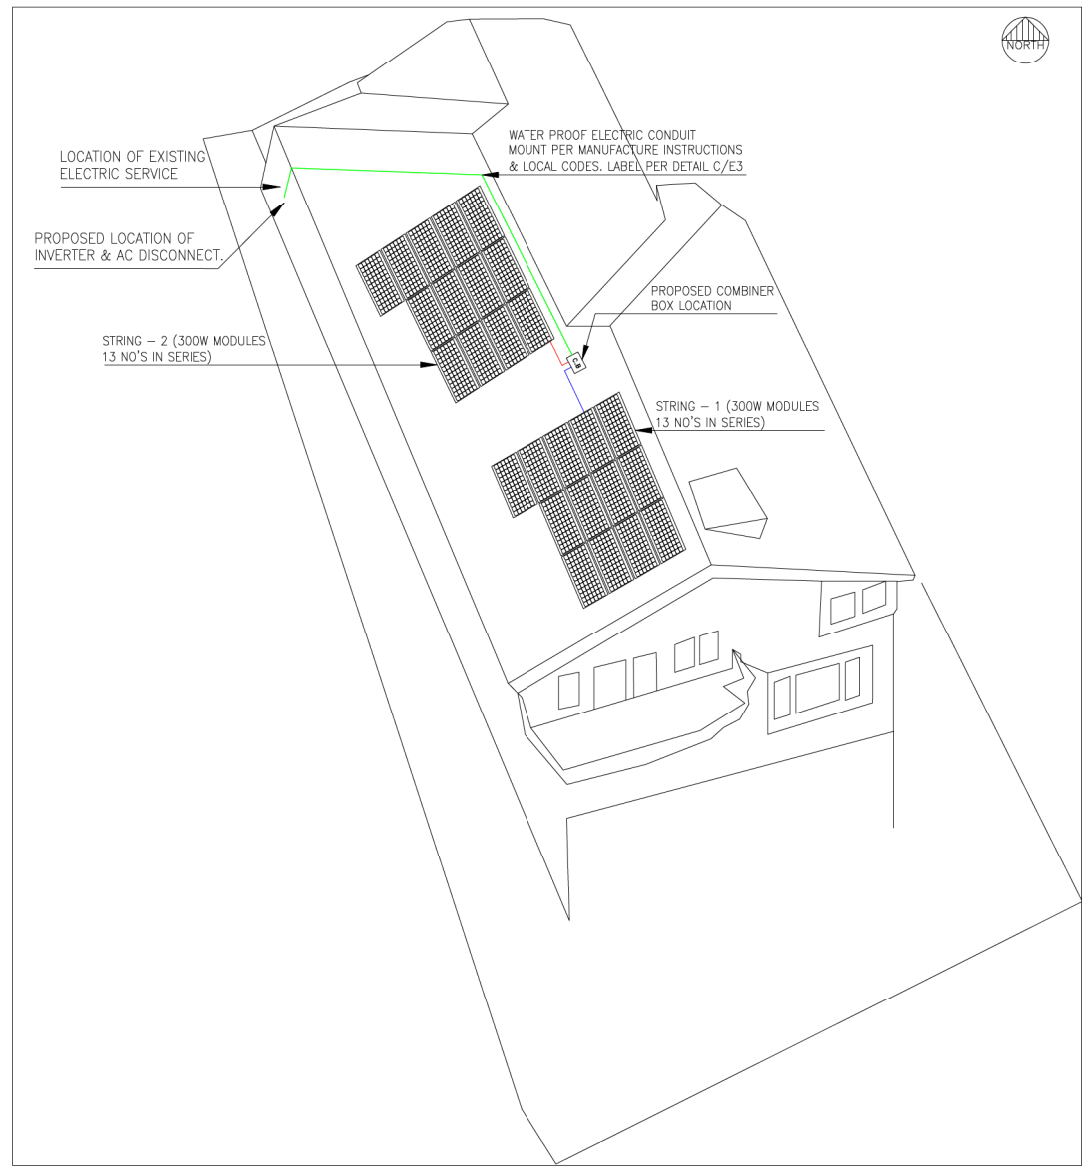 NORTH
WATER PROOF ELECTRIC CONDUIT
MOUNT PER MANUFACTURE INSTRUCTIONS
& LOCAL CODES. LABEL PER DETAIL C/E3
LOCATION OF EXISTING
ELECTRIC SERVICE
PROPOSED LOCATION OF
INVERTER & AC DISCONNECT.
PROPOSED COMBINER
BOX LOCATION
STRING – 2 (300W MODULES
13 NO'S IN SERIES)
C.B
STRING – 1 (300W MODULES
13 NO'S IN SERIES)